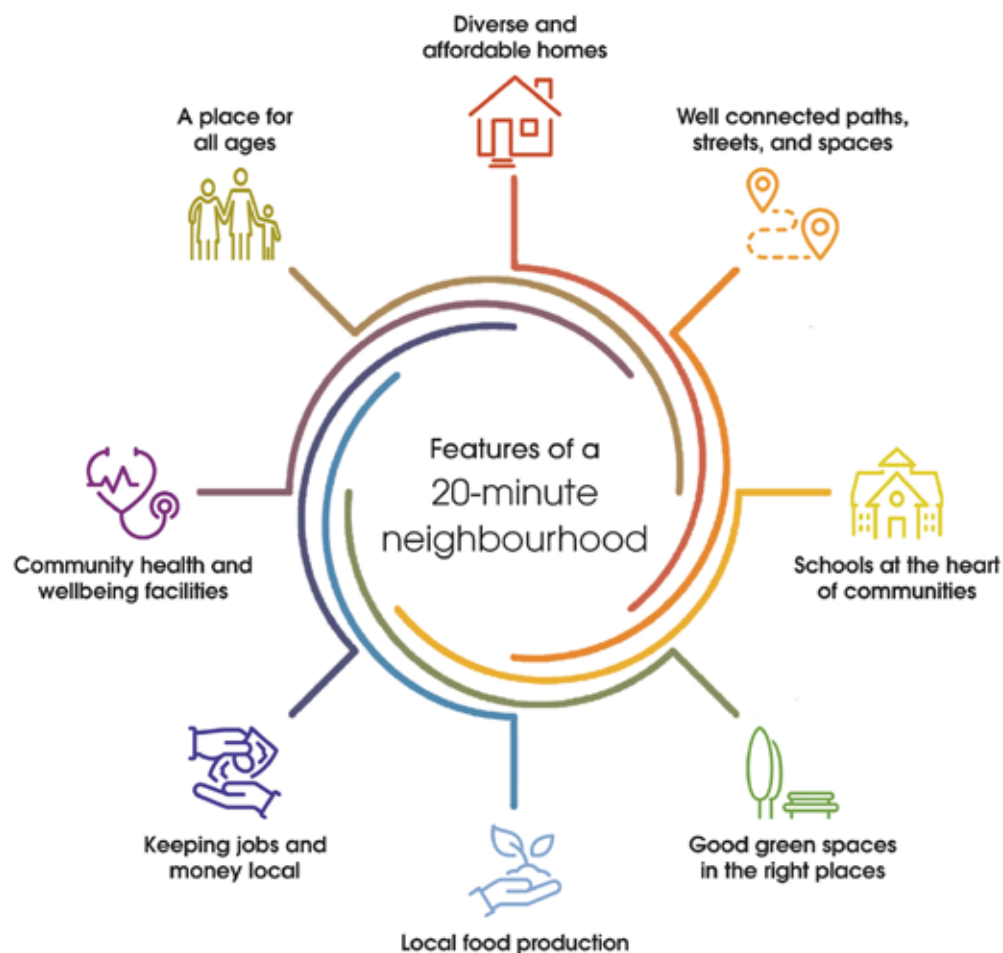 Diverse and
affordable homes
Well connected paths,
streets, and spaces
Schools at the heart
of communities
Good green spaces
in the right places
Local food production
Keeping jobs and
money local
Community health and
wellbeing facilities
A place for
all ages
Features of a
20-minute
neighbourhood